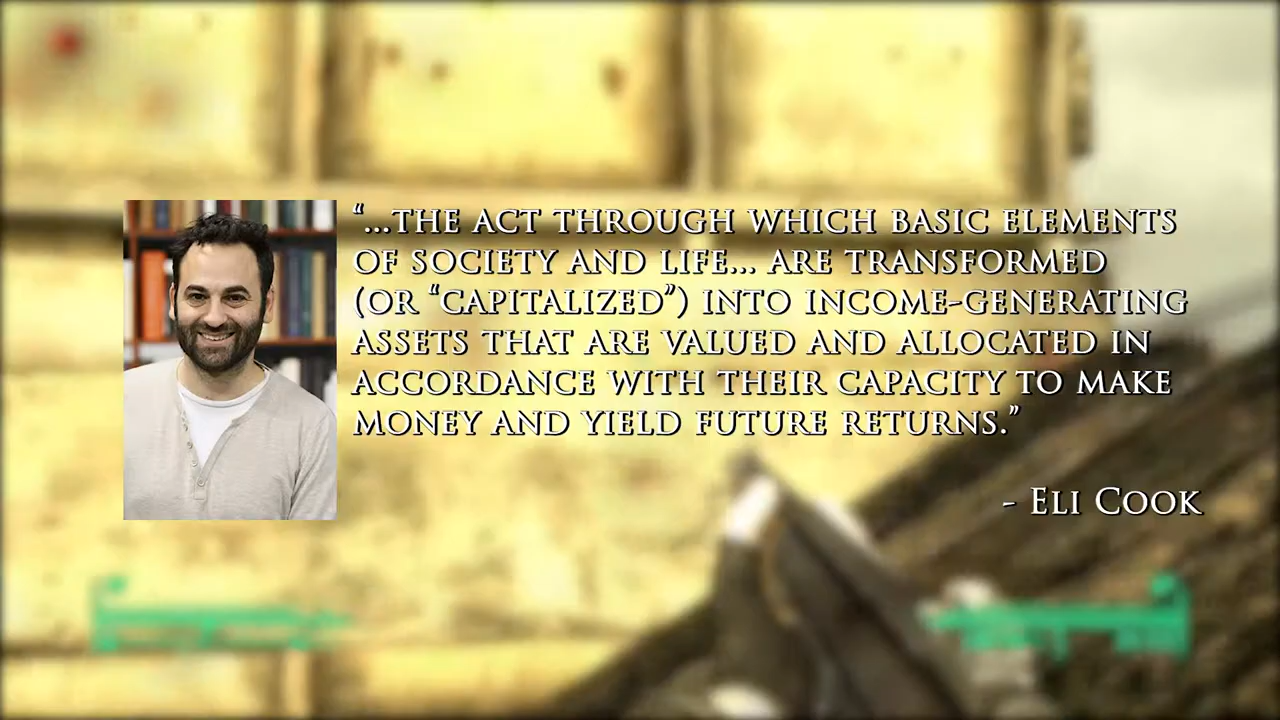 “...THE ACT THROUGH WHICH BASIC ELEMENTS
OF SOCIETY AND LIFE... ARE TRANSFORMED
(OR “CAPITALIZED”) INTO INCOME-GENERATING
ASSETS THAT ARE VALUED AND ALLOCATED IN
ACCORDANCE WITH THEIR CAPACITY TO MAKE
MONEY AND YIELD FUTURE RETURNS.”
- ELI COOK